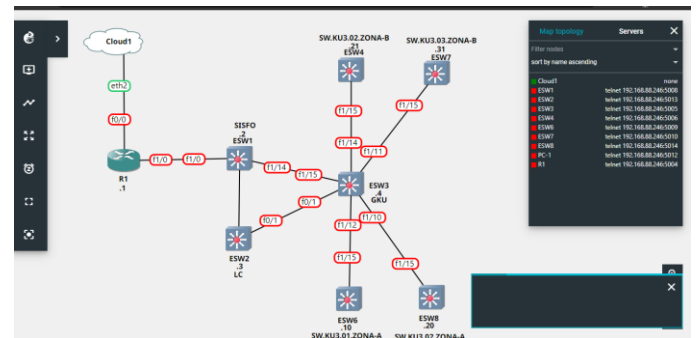 Cloud1
eth2
f0/0
R1
.1
f1/0
f1/0
SISFO
.2
ESW1
f1/14
f1/15
f0/1
f0/1
ESW2
.3
LC
SW.KU3.02.ZONA-B
.21
ESW4
f1/15
f1/14
SW.KU3.03.ZONA-B
.31
ESW7
f1/15
f1/11
ESW3
.4
GKU
f1/12
f1/10
f1/15
f1/15
ESW6
.10
SW.KU3.01.ZONA-A
ESW8
.20
SW.KU3.02.ZONA-A
Map topology
Servers
Filter nodes
sort by name ascending
Cloud1 none
ESW1 telnet 192.168.88.246:5008
ESW2 telnet 192.168.88.246:5013
ESW3 telnet 192.168.88.246:5005
ESW4 telnet 192.168.88.246:5006
ESW6 telnet 192.168.88.246:5009
ESW7 telnet 192.168.88.246:5010
ESW8 telnet 192.168.88.246:5014
PC-1 telnet 192.168.88.246:5012
R1 telnet 192.168.88.246:5004